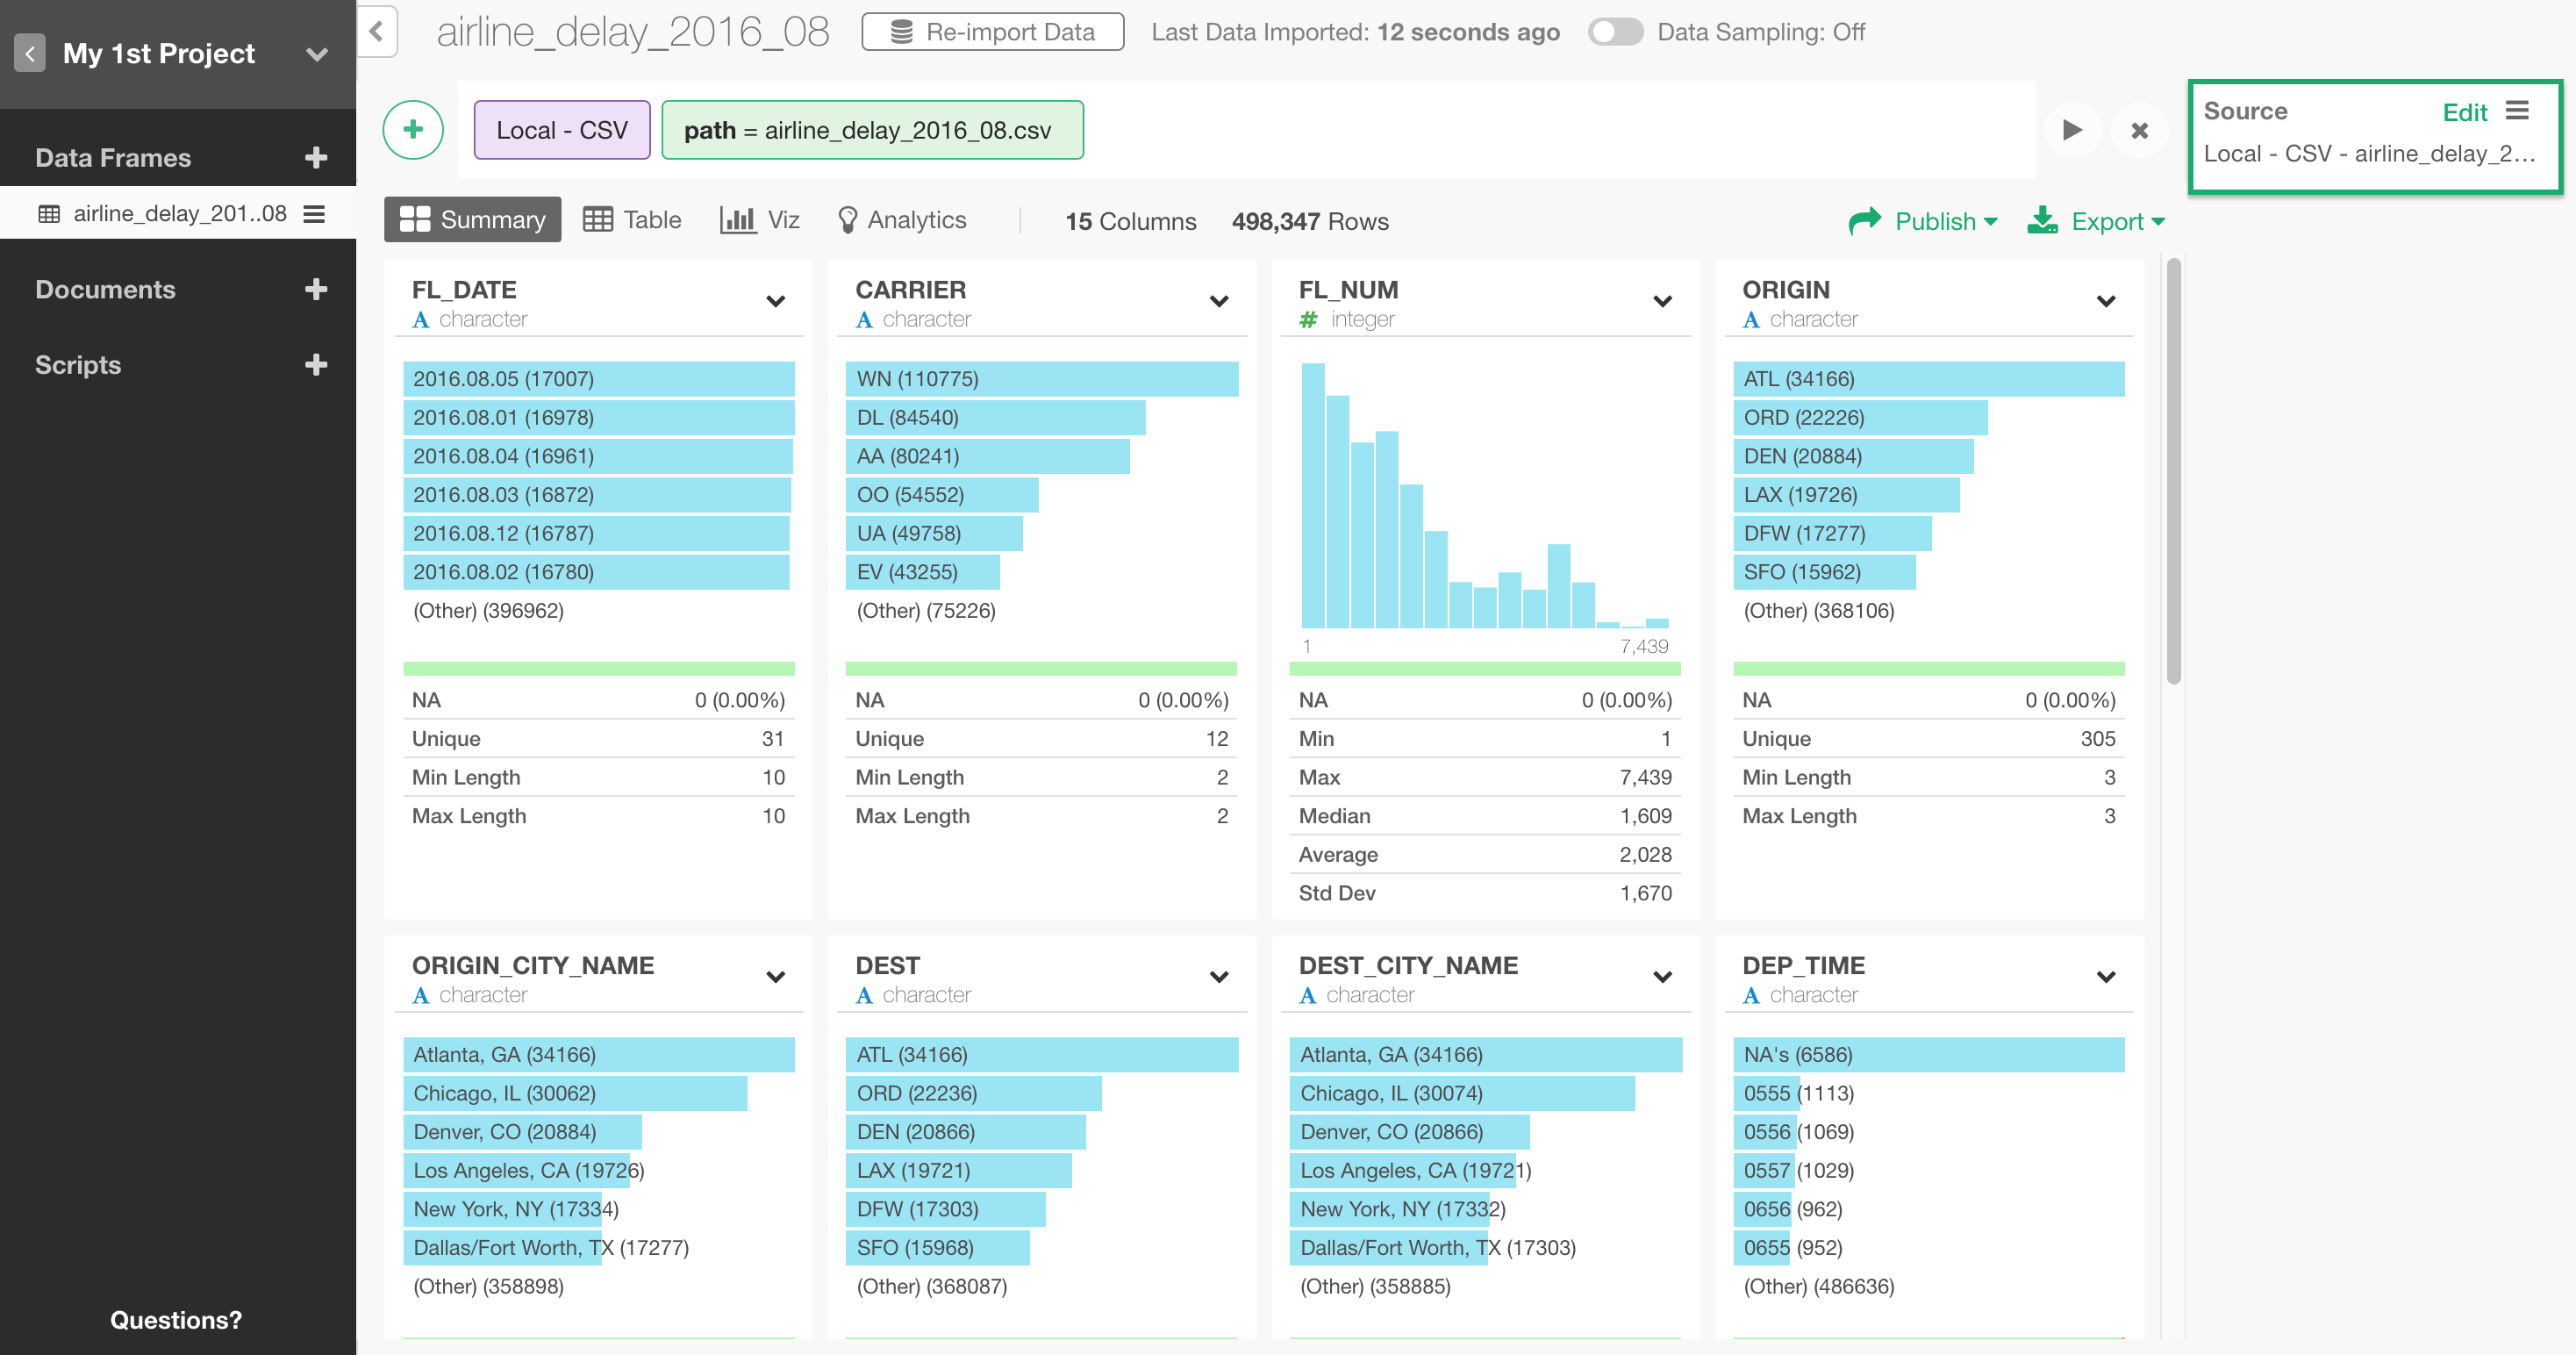 My 1st Project
Data Frames
airline_delay_201..08
Documents
Scripts
Questions?
airline_delay_2016_08
Re-import Data
Last Data Imported: 12 seconds ago
Data Sampling: Off
Local - CSV
path = airline_delay_2016_08.csv
Source
Edit
Local - CSV - airline_delay_2...
Summary
Table
Viz
Analytics
15 Columns
498,347 Rows
Publish
Export
FL_DATE
A character
2016.08.05 (17007)
2016.08.01 (16978)
2016.08.04 (16961)
2016.08.03 (16872)
2016.08.12 (16787)
2016.08.02 (16780)
(Other) (396962)
NA 0 (0.00%)
Unique 31
Min Length 10
Max Length 10
CARRIER
A character
WN (110775)
DL (84540)
AA (80241)
OO (54552)
UA (49758)
EV (43255)
(Other) (75226)
NA 0 (0.00%)
Unique 12
Min Length 2
Max Length 2
FL_NUM
# integer
1 7,439
NA 0 (0.00%)
Min 1
Max 7,439
Median 1,609
Average 2,028
Std Dev 1,670
ORIGIN
A character
ATL (34166)
ORD (22226)
DEN (20884)
LAX (19726)
DFW (17277)
SFO (15962)
(Other) (368106)
NA 0 (0.00%)
Unique 305
Min Length 3
Max Length 3
ORIGIN_CITY_NAME
A character
Atlanta, GA (34166)
Chicago, IL (30062)
Denver, CO (20884)
Los Angeles, CA (19726)
New York, NY (17334)
Dallas/Fort Worth, TX (17277)
(Other) (358898)
DEST
A character
ATL (34166)
ORD (22236)
DEN (20866)
LAX (19721)
DFW (17303)
SFO (15968)
(Other) (368087)
DEST_CITY_NAME
A character
Atlanta, GA (34166)
Chicago, IL (30074)
Denver, CO (20866)
Los Angeles, CA (19721)
New York, NY (17332)
Dallas/Fort Worth, TX (17303)
(Other) (358885)
DEP_TIME
A character
NA's (6586)
0555 (1113)
0556 (1069)
0557 (1029)
0656 (962)
0655 (952)
(Other) (486636)